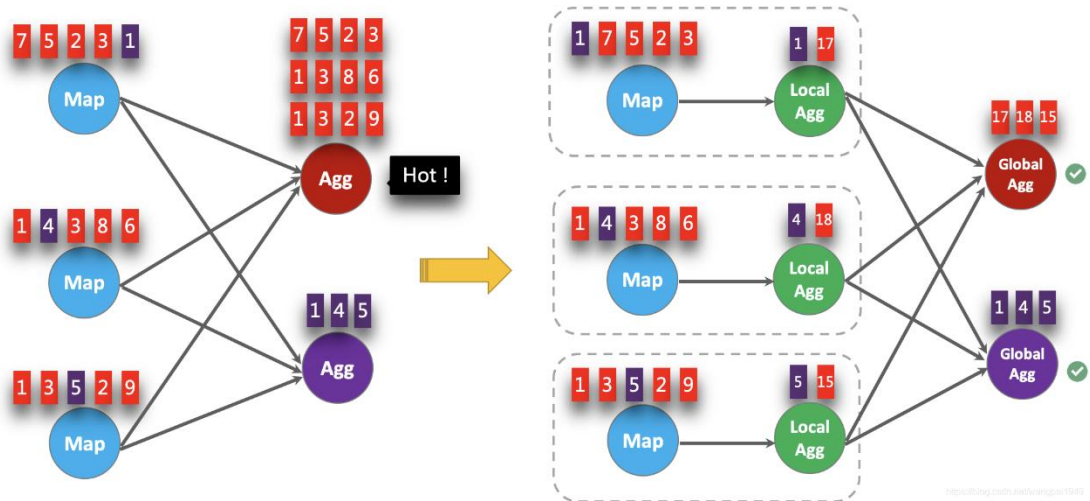 7 5 2 3 1
Map
1 4 3 8 6
Map
1 3 5 2 9
Map
7 5 2 3
1 3 8 6
1 3 2 9
Agg
Hot !
1 4 5
Agg
1 7 5 2 3
Map
1 17
Local
Agg
1 4 3 8 6
Map
4 18
Local
Agg
1 3 5 2 9
Map
5 15
Local
Agg
17 18 15
Global
Agg
1 4 5
Global
Agg